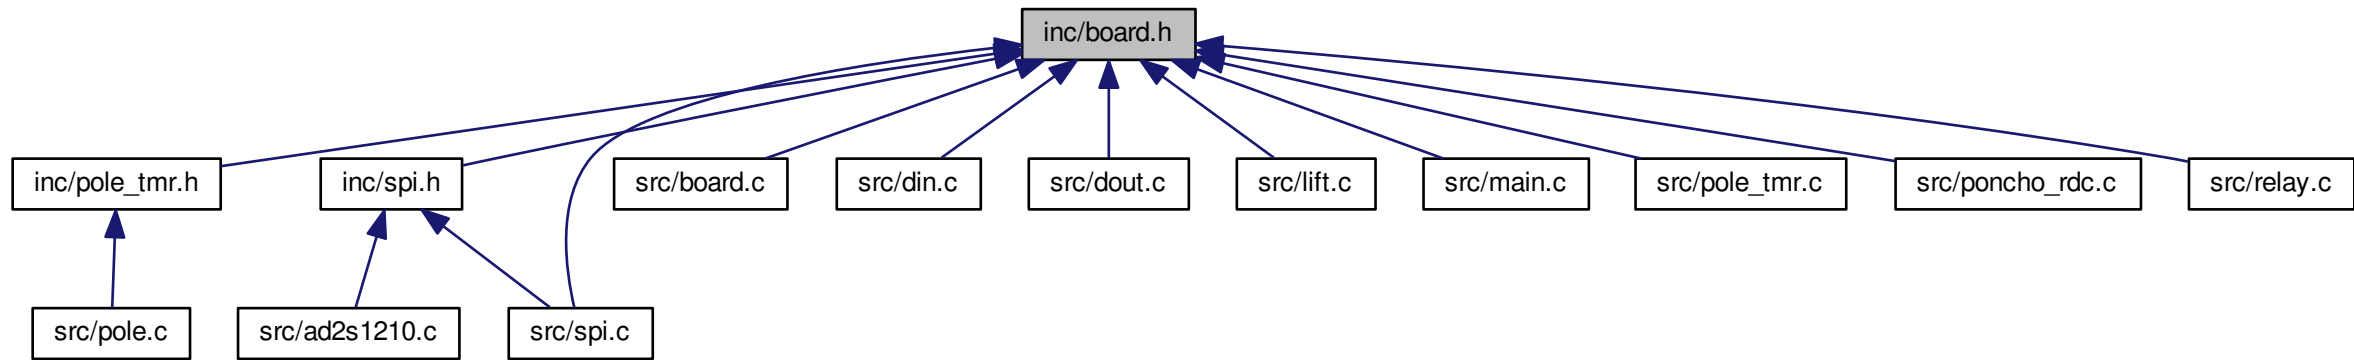 inc/board.h
inc/pole_tmr.h
inc/spi.h
src/board.c
src/din.c
src/dout.c
src/lift.c
src/main.c
src/pole_tmr.c
src/poncho_rdc.c
src/relay.c
src/pole.c
src/ad2s1210.c
src/spi.c